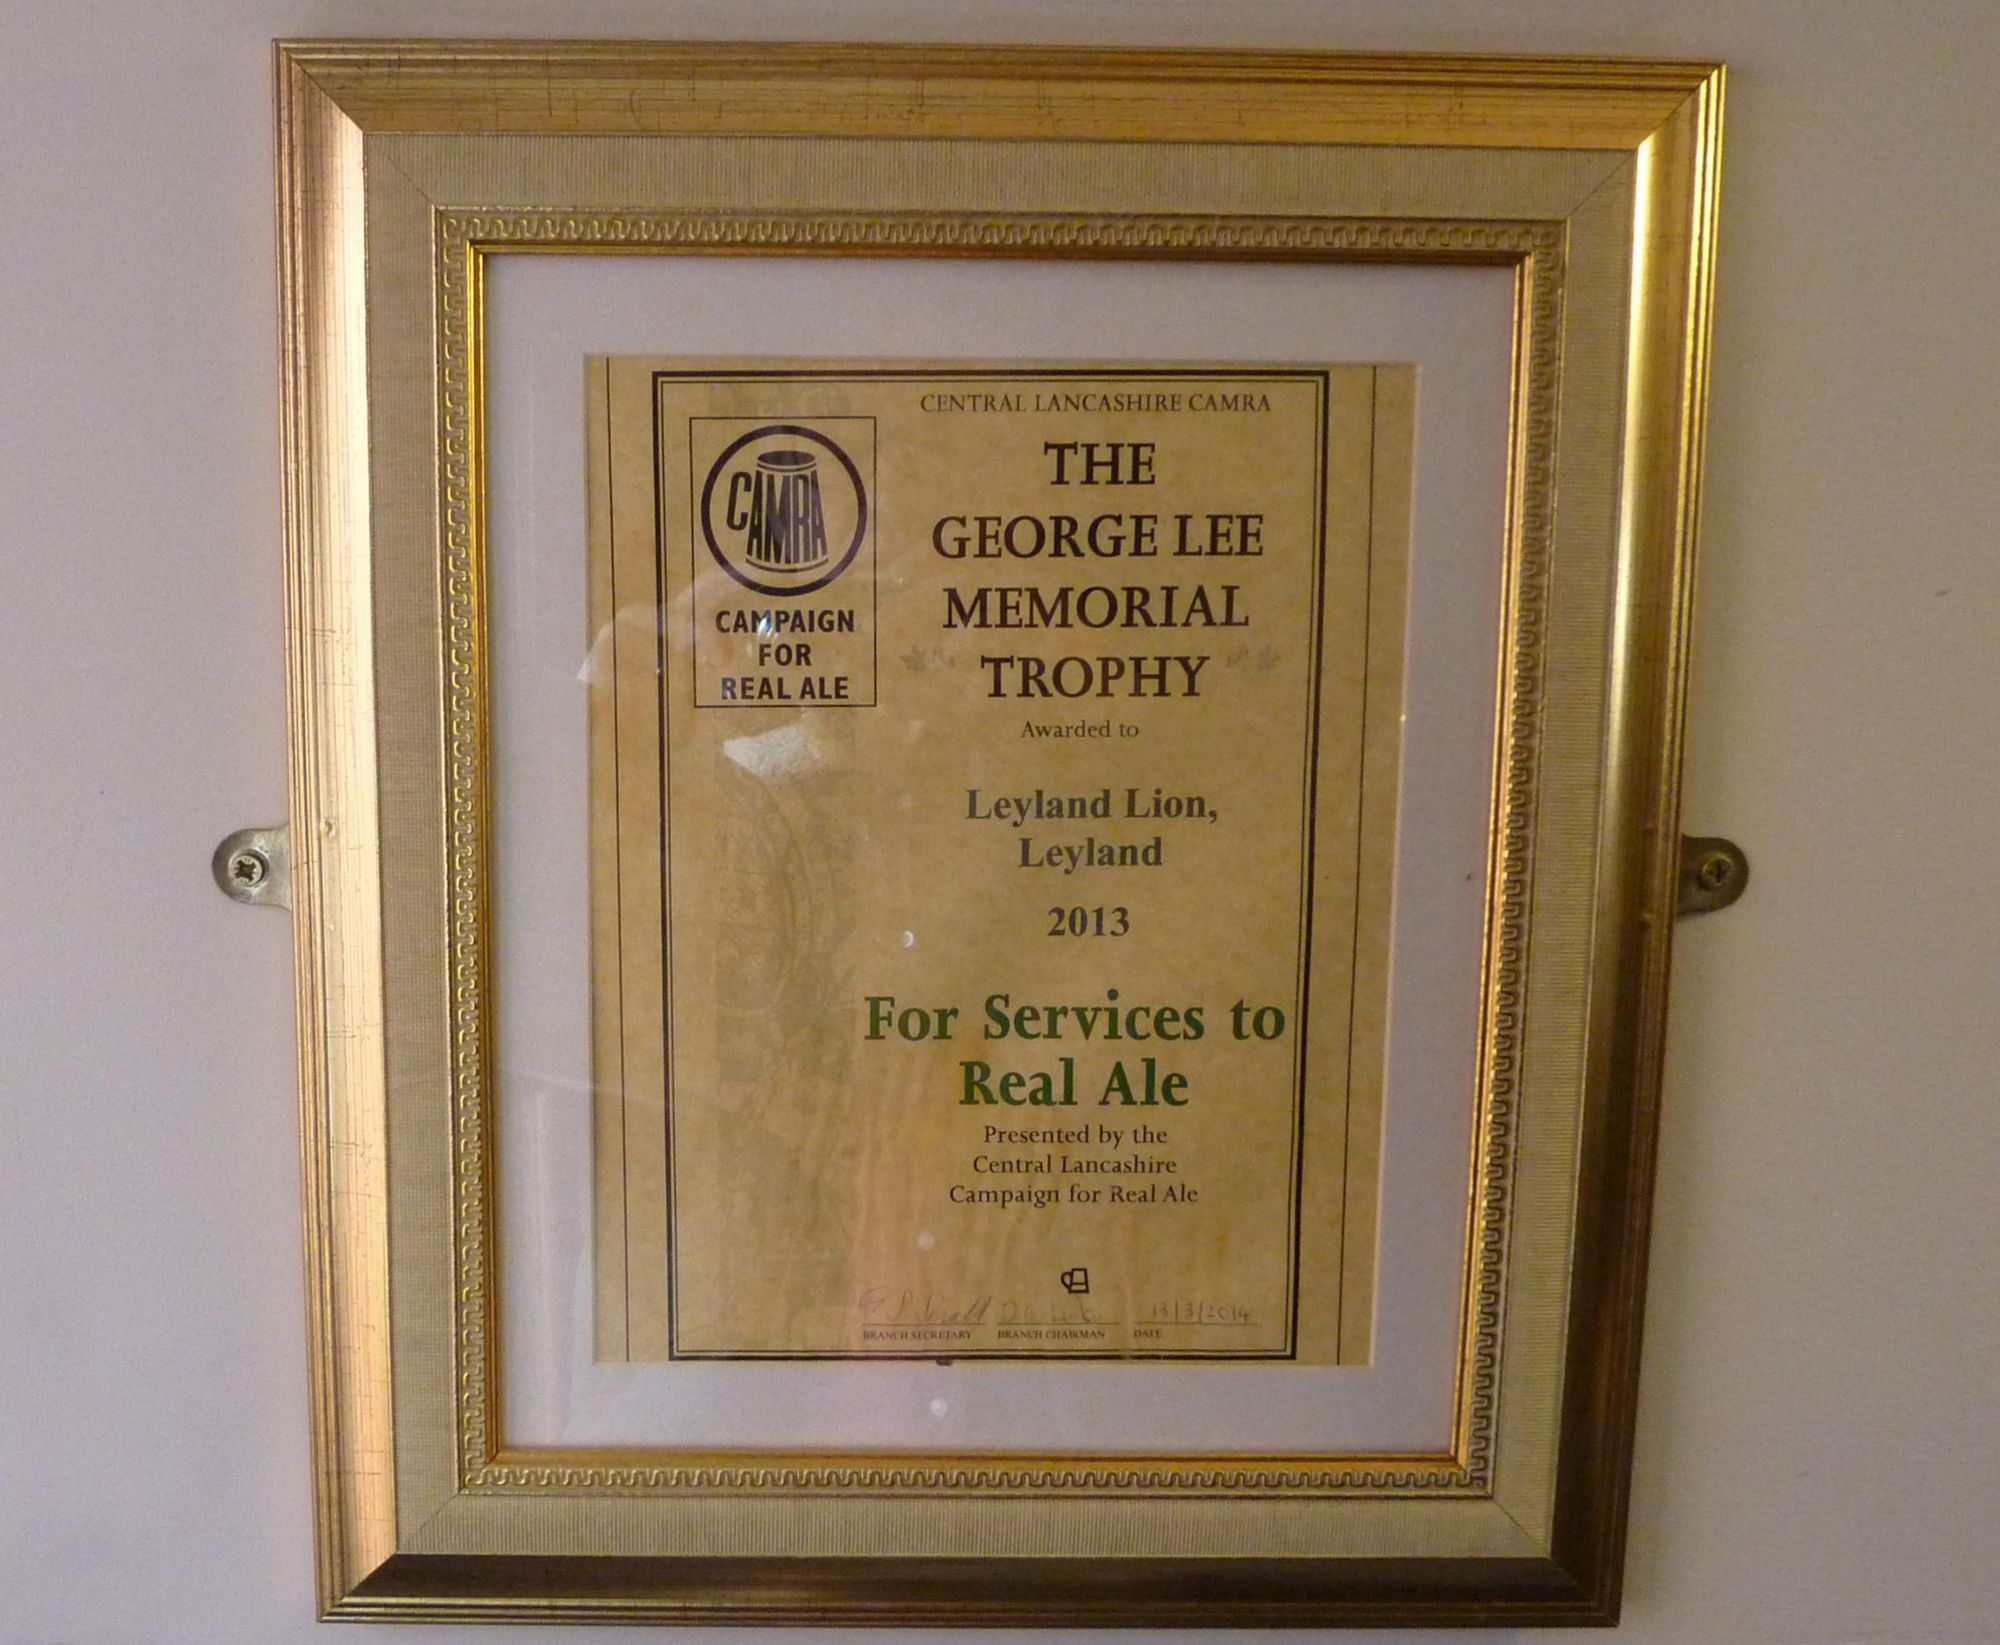 CENTRAL LANCASHIRE CAMRA
CAMRA
CAMPAIGN
FOR
REAL ALE
THE
GEORGE LEE
MEMORIAL
TROPHY
Awarded to
Leyland Lion,
Leyland
2013
For Services to
Real Ale
Presented by the
Central Lancashire
Campaign for Real Ale
13/3/2014
BRANCH SECRETARY BRANCH CHAIRMAN DATE